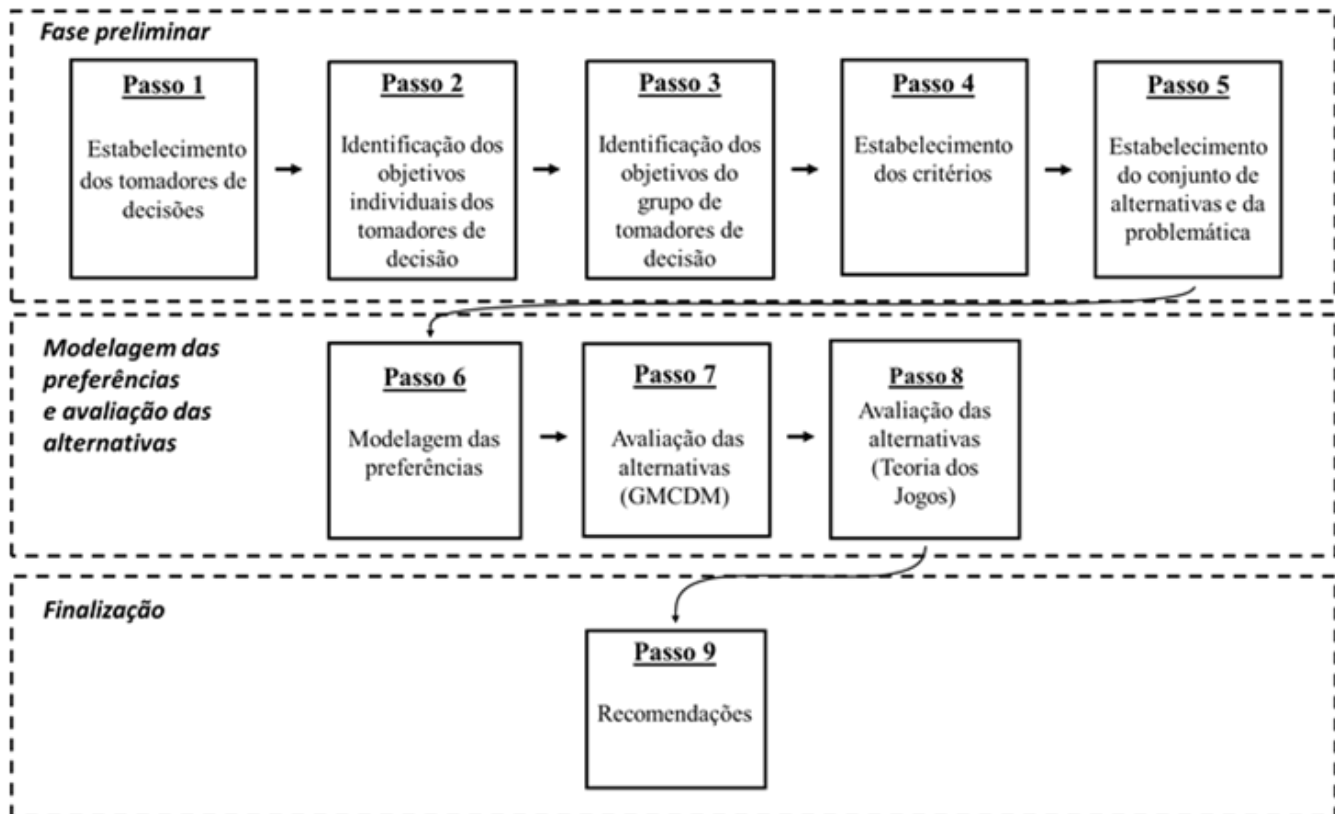 Fase preliminar
Passo 1
Estabelecimento
dos tomadores de
decisões
Passo 2
Identificação dos
objetivos
individuais dos
tomadores de
decisão
Passo 3
Identificação dos
objetivos do
grupo de
tomadores de
decisão
Passo 4
Estabelecimento
dos critérios
Passo 5
Estabelecimento
do conjunto de
alternativas e da
problemática
Modelagem das
preferências
e avaliação das
alternativas
Passo 6
Modelagem das
preferências
Passo 7
Avaliação das
alternativas
(GMCDM)
Passo 8
Avaliação das
alternativas
(Teoria dos
Jogos)
Finalização
Passo 9
Recomendações